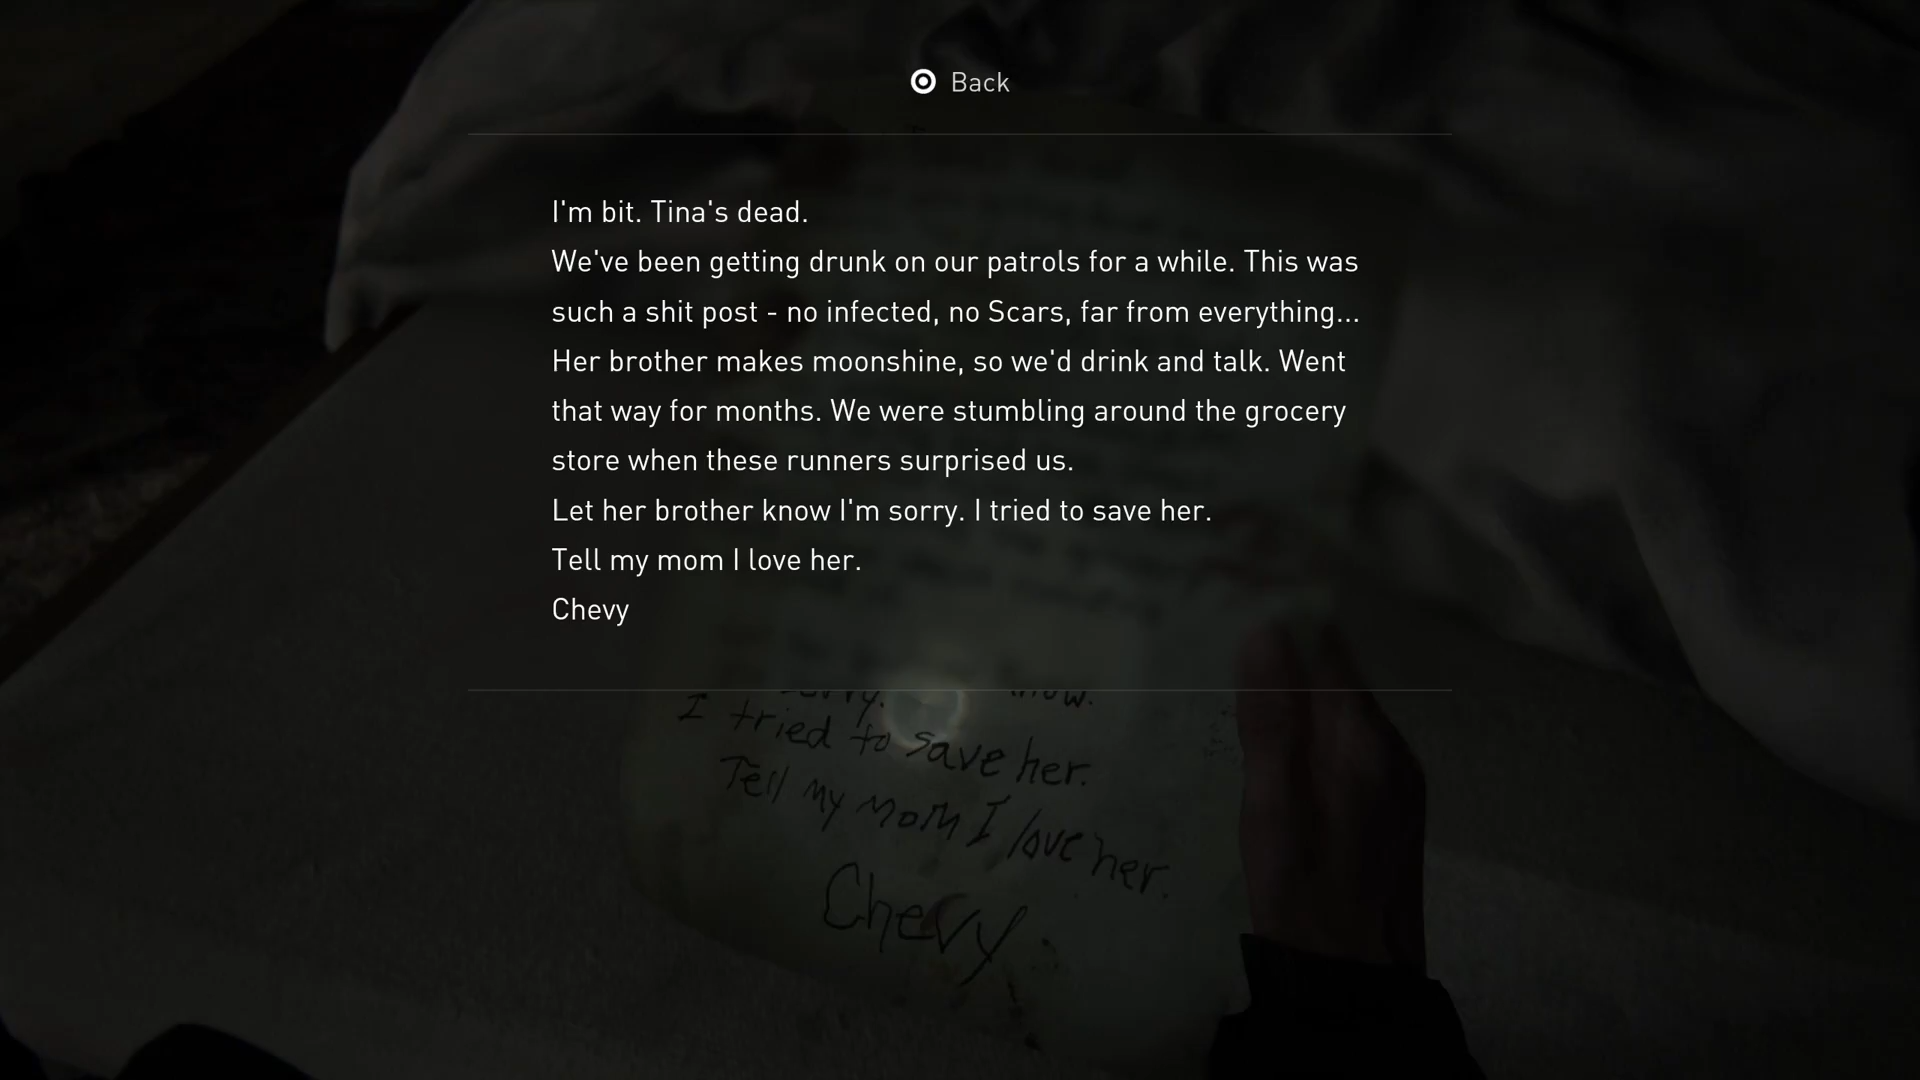 Back
I'm bit. Tina's dead.
We've been getting drunk on our patrols for a while. This was
such a shit post - no infected, no Scars, far from everything...
Her brother makes moonshine, so we'd drink and talk. Went
that way for months. We were stumbling around the grocery
store when these runners surprised us.
Let her brother know I'm sorry. I tried to save her.
Tell my mom I love her.
Chevy
I tried to save her.
Tell my mom I love her.
Chevy